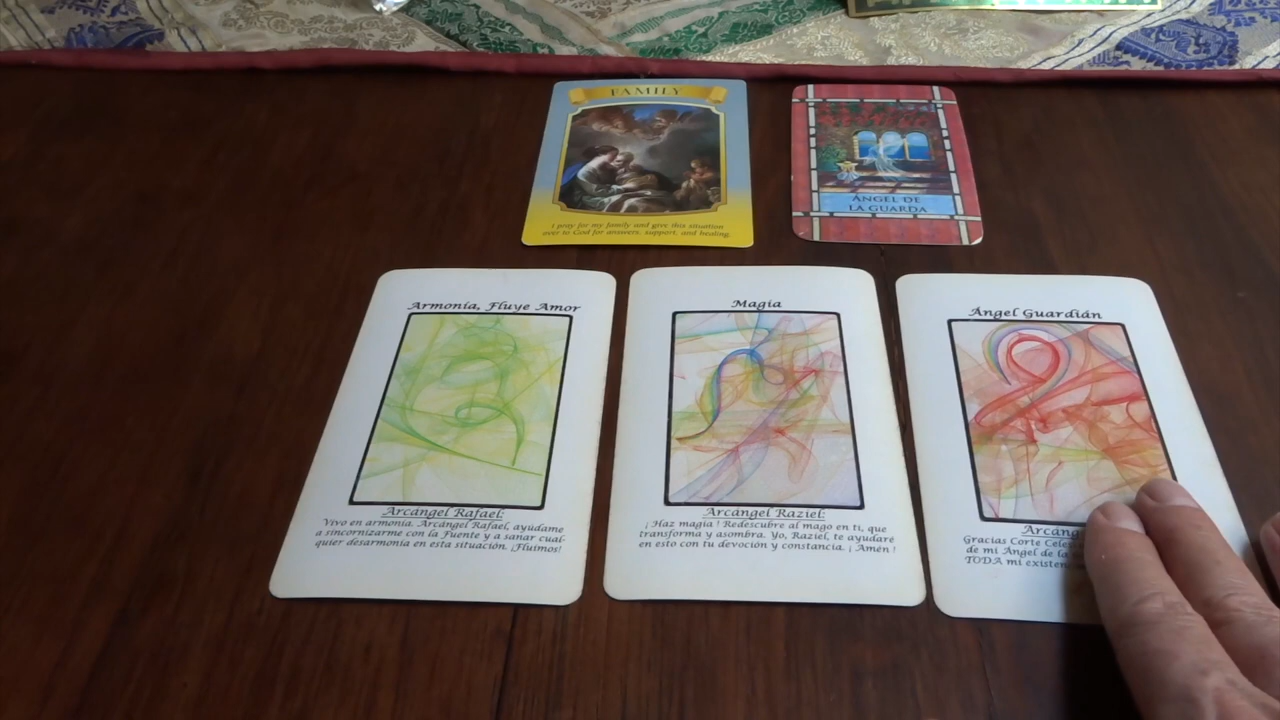 FAMILY
I pray for my family and give this situation
over to God for answers, support, and healing.
ÁNGEL DE
LA GUARDA
Armonía, Fluye Amor
Arcángel Rafael:
Vivo en armonía. Arcángel Rafael, ayúdame
a sincornizarme con la Fuente y a sanar cual-
quier desarmonía en esta situación. ¡Fluimos!
Magia
Arcángel Raziel:
¡ Haz magia ! Redescubre al mago en ti, que
transforma y asombra. Yo, Raziel, te ayudaré
en esto con tu devoción y constancia. ¡ Amén !
Ángel Guardián
Arcáng
Gracias Corte Celes
de mi Ángel de la
TODA mi existen